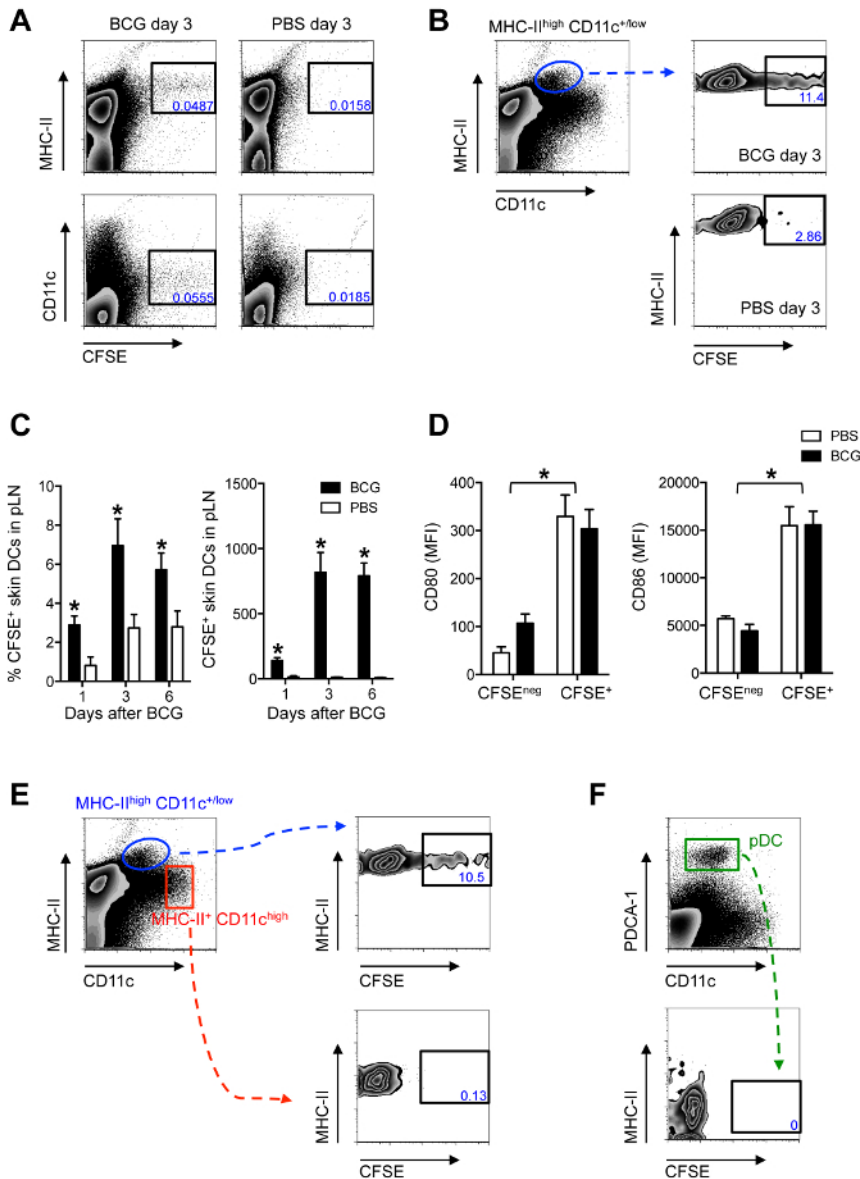 A
BCG day 3
PBS day 3
MHC-II
0.0487
0.0158
CD11c
0.0555
0.0185
CFSE
B
MHC-IIhigh CD11c+/low
MHC-II
CD11c
11.4
BCG day 3
MHC-II
2.86
PBS day 3
CFSE
C
% CFSE+ skin DCs in pLN
10
8
6
4
2
0
* * *
1 3 6
Days after BCG
CFSE+ skin DCs in pLN
1500
1000
500
0
BCG
PBS
* * *
1 3 6
Days after BCG
D
PBS
BCG
CD80 (MFI)
400
300
200
100
0
*
CFSEneg CFSE+
CD86 (MFI)
20000
15000
10000
5000
0
*
CFSEneg CFSE+
E
MHC-IIhigh CD11c+/low
MHC-II
MHC-II+ CD11chigh
CD11c
MHC-II
10.5
CFSE
MHC-II
0.13
CFSE
F
pDC
PDCA-1
CD11c
MHC-II
0
CFSE